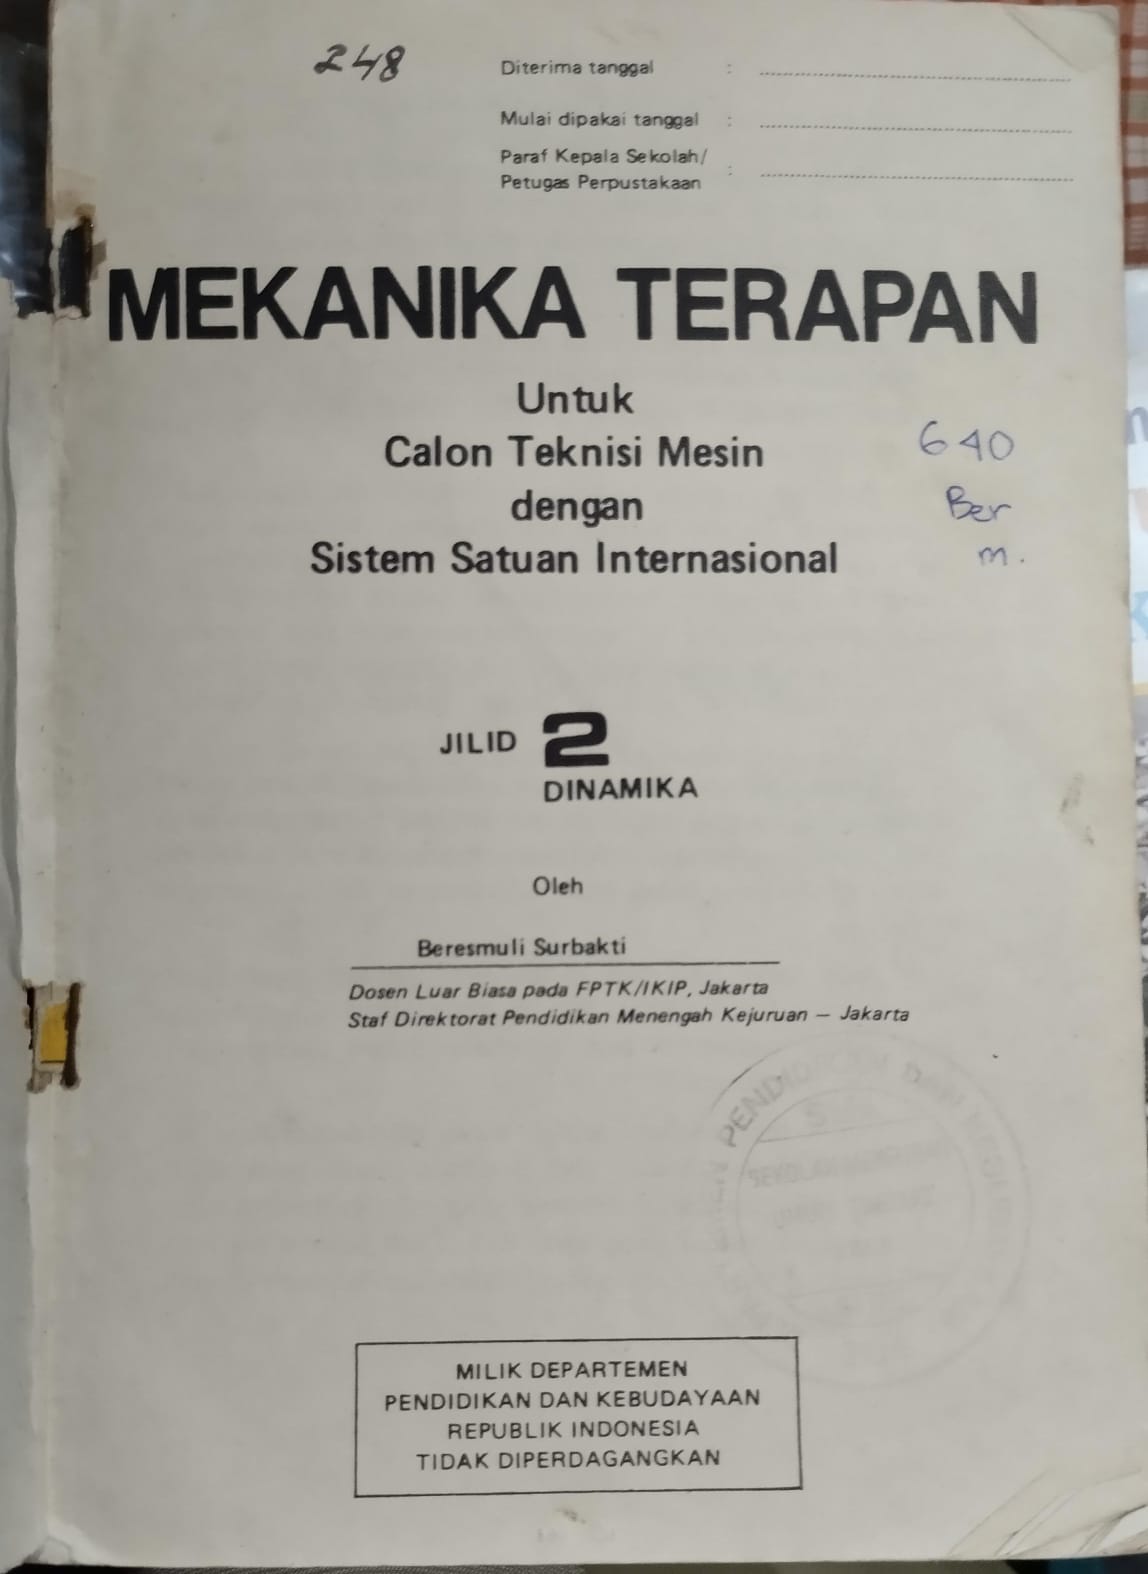 248
Diterima tanggal : ........................
Mulai dipakai tanggal : ........................
Paraf Kepala Sekolah/
Petugas Perpustakaan : ........................
MEKANIKA TERAPAN
Untuk
Calon Teknisi Mesin
dengan
Sistem Satuan Internasional
640
Ber
m.
JILID 2
DINAMIKA
Oleh
Beresmuli Surbakti
Dosen Luar Biasa pada FPTK/IKIP, Jakarta
Staf Direktorat Pendidikan Menengah Kejuruan — Jakarta
PENDIDIKAN DAN
MILIK DEPARTEMEN
PENDIDIKAN DAN KEBUDAYAAN
REPUBLIK INDONESIA
TIDAK DIPERDAGANGKAN